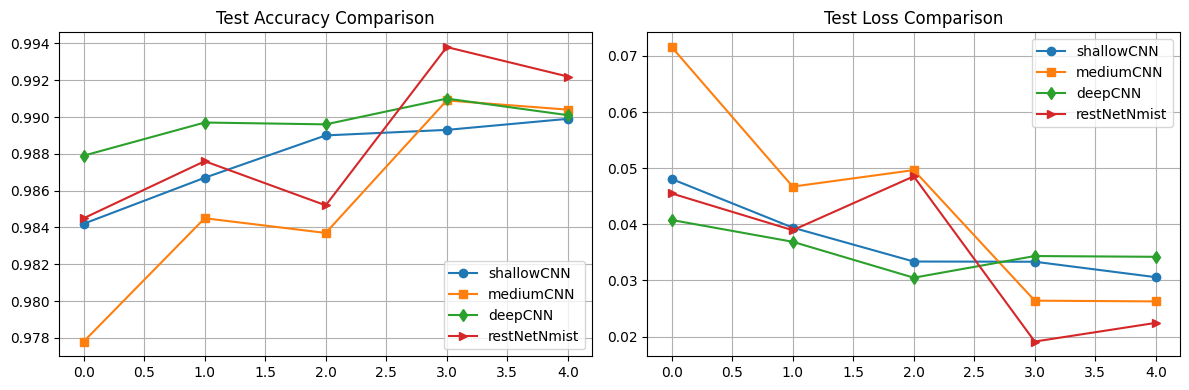 Test Accuracy Comparison
0.994
0.992
0.990
0.988
0.986
0.984
0.982
0.980
0.978
0.0 0.5 1.0 1.5 2.0 2.5 3.0 3.5 4.0
shallowCNN
mediumCNN
deepCNN
restNetNmist
Test Loss Comparison
0.07
0.06
0.05
0.04
0.03
0.02
0.0 0.5 1.0 1.5 2.0 2.5 3.0 3.5 4.0
shallowCNN
mediumCNN
deepCNN
restNetNmist